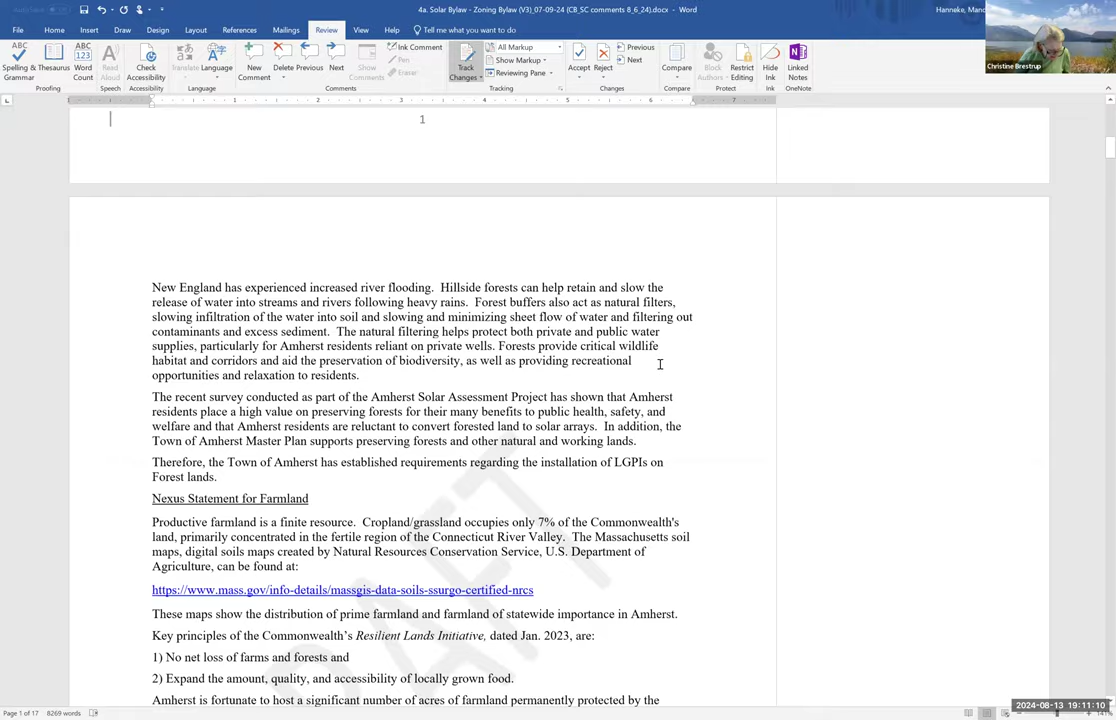 4a. Solar Bylaw - Zoning Bylaw (V3)_07-09-24 (CB_SC comments 8_6_24).docx - Word
Hanneke, Mand
File Home Insert Draw Design Layout References Mailings Review View Help Tell me what you want to do
Spelling & Grammar
Thesaurus
Word Count
Read Aloud
Check Accessibility
Translate
Language
New Comment
Delete
Previous
Next
Show Comments
Ink Comment
Pen
Eraser
Track Changes
All Markup
Show Markup
Reviewing Pane
Accept
Reject
Previous
Next
Compare
Block Authors
Restrict Editing
Hide Ink
Linked Notes
Proofing Speech Accessibility Language Comments Tracking Changes Compare Protect Ink OneNote
Christine Brestrup
1 2 3 4 5 6 7
1
New England has experienced increased river flooding. Hillside forests can help retain and slow the
release of water into streams and rivers following heavy rains. Forest buffers also act as natural filters,
slowing infiltration of the water into soil and slowing and minimizing sheet flow of water and filtering out
contaminants and excess sediment. The natural filtering helps protect both private and public water
supplies, particularly for Amherst residents reliant on private wells. Forests provide critical wildlife
habitat and corridors and aid the preservation of biodiversity, as well as providing recreational
opportunities and relaxation to residents.
The recent survey conducted as part of the Amherst Solar Assessment Project has shown that Amherst
residents place a high value on preserving forests for their many benefits to public health, safety, and
welfare and that Amherst residents are reluctant to convert forested land to solar arrays. In addition, the
Town of Amherst Master Plan supports preserving forests and other natural and working lands.
Therefore, the Town of Amherst has established requirements regarding the installation of LGPIs on
Forest lands.
Nexus Statement for Farmland
Productive farmland is a finite resource. Cropland/grassland occupies only 7% of the Commonwealth's
land, primarily concentrated in the fertile region of the Connecticut River Valley. The Massachusetts soil
maps, digital soils maps created by Natural Resources Conservation Service, U.S. Department of
Agriculture, can be found at:
https://www.mass.gov/info-details/massgis-data-soils-ssurgo-certified-nrcs
These maps show the distribution of prime farmland and farmland of statewide importance in Amherst.
Key principles of the Commonwealth's Resilient Lands Initiative, dated Jan. 2023, are:
1) No net loss of farms and forests and
2) Expand the amount, quality, and accessibility of locally grown food.
Amherst is fortunate to host a significant number of acres of farmland permanently protected by the
DRAFT
Page 1 of 17 8269 words
2024-08-13 19:11:10
141%